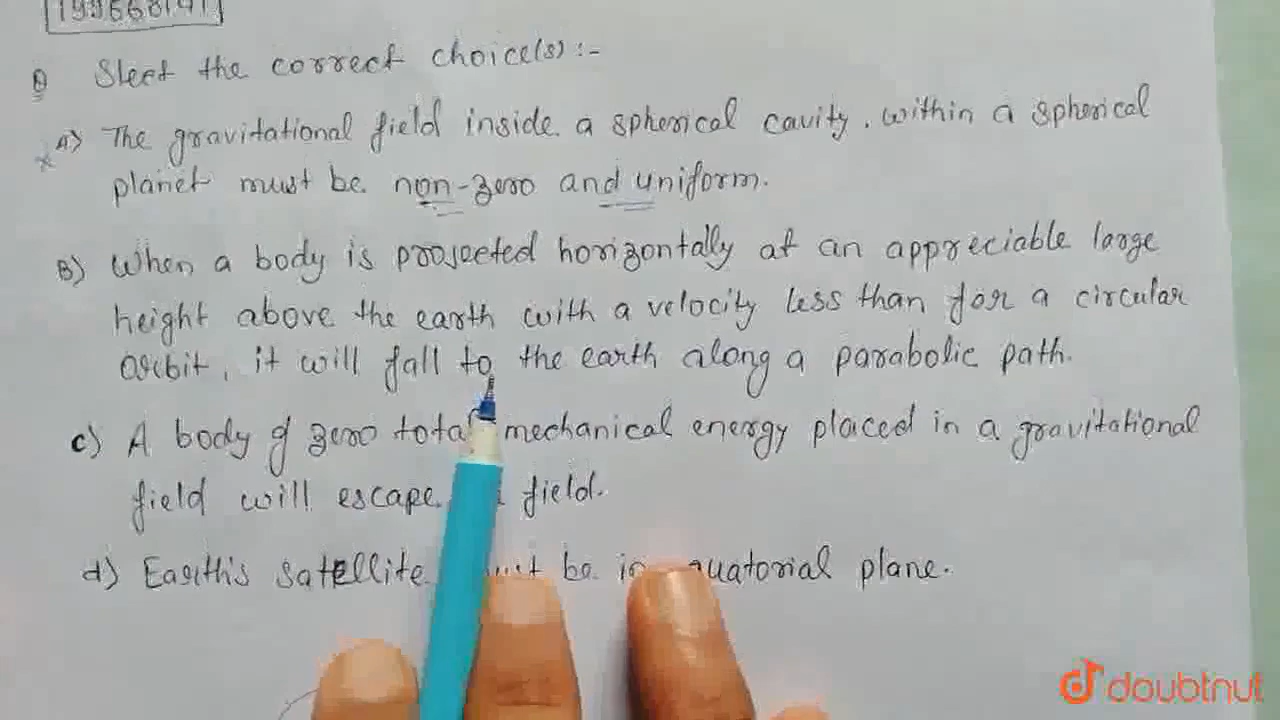 199668141
Q Slect the correct choice(s) :-
A) The gravitational field inside a spherical cavity, within a spherical
planet must be non-zero and uniform.
B) When a body is projected horizontally at an appreciable large
height above the earth with a velocity less than for a circular
orbit, it will fall to the earth along a parabolic path.
c) A body of zero total mechanical energy placed in a gravitational
field will escape field.
d) Earth's satellite be in plane.
doubtnut